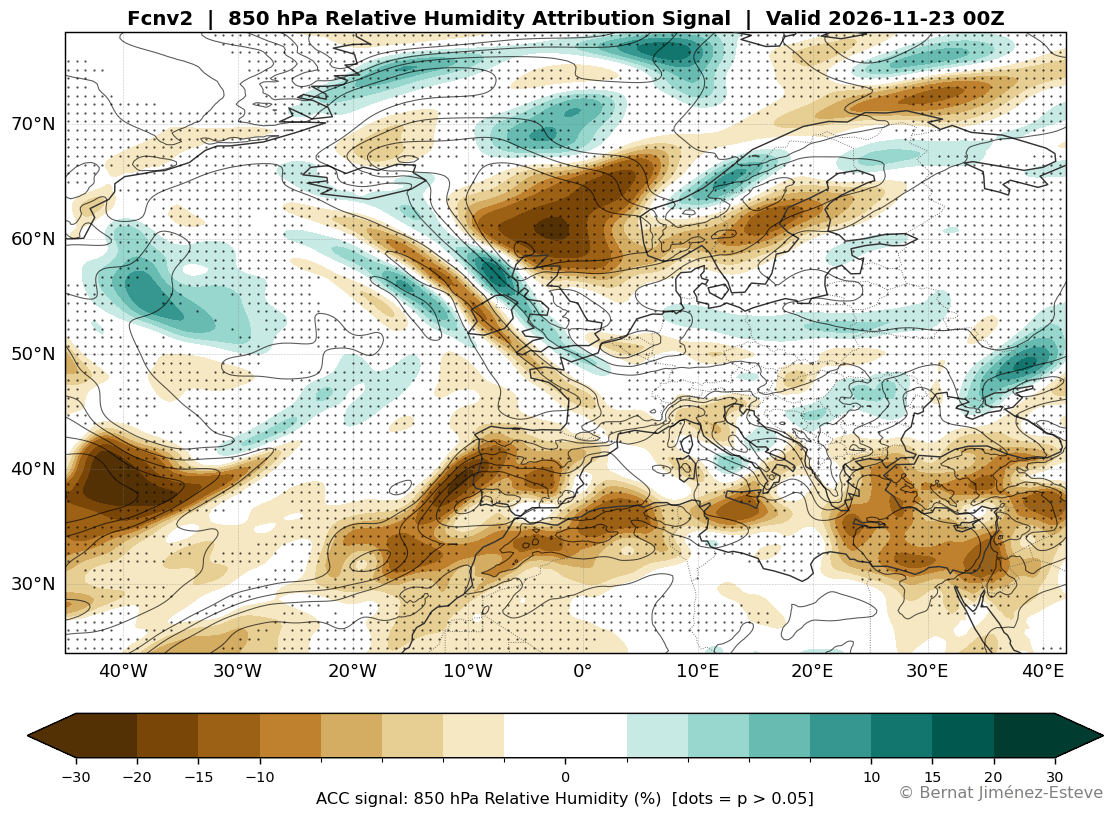 Fcnv2 | 850 hPa Relative Humidity Attribution Signal | Valid 2026-11-23 00Z
70°N
60°N
50°N
40°N
30°N
40°W 30°W 20°W 10°W 0° 10°E 20°E 30°E 40°E
−30 −20 −15 −10 0 10 15 20 30
ACC signal: 850 hPa Relative Humidity (%) [dots = p > 0.05]
© Bernat Jiménez-Esteve